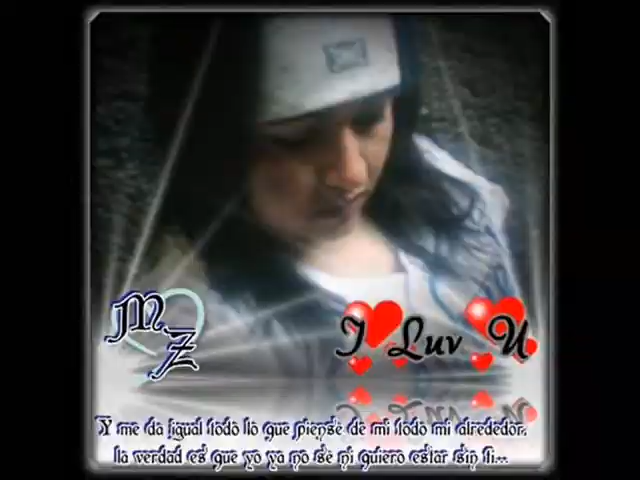 MZ
I Luv U
Y me da igual todo lo que piense de mi todo mi alrededor.
la verdad es que yo ya no se ni quiero estar sin ti...